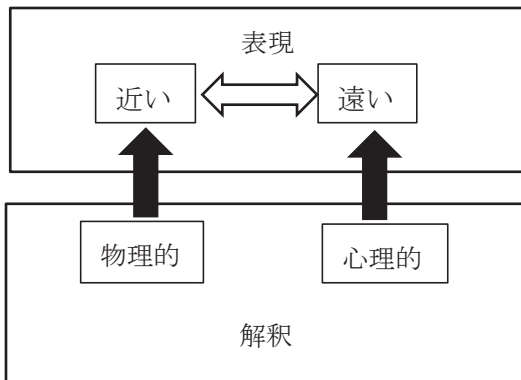 表現
近い
遠い
物理的
心理的
解釈